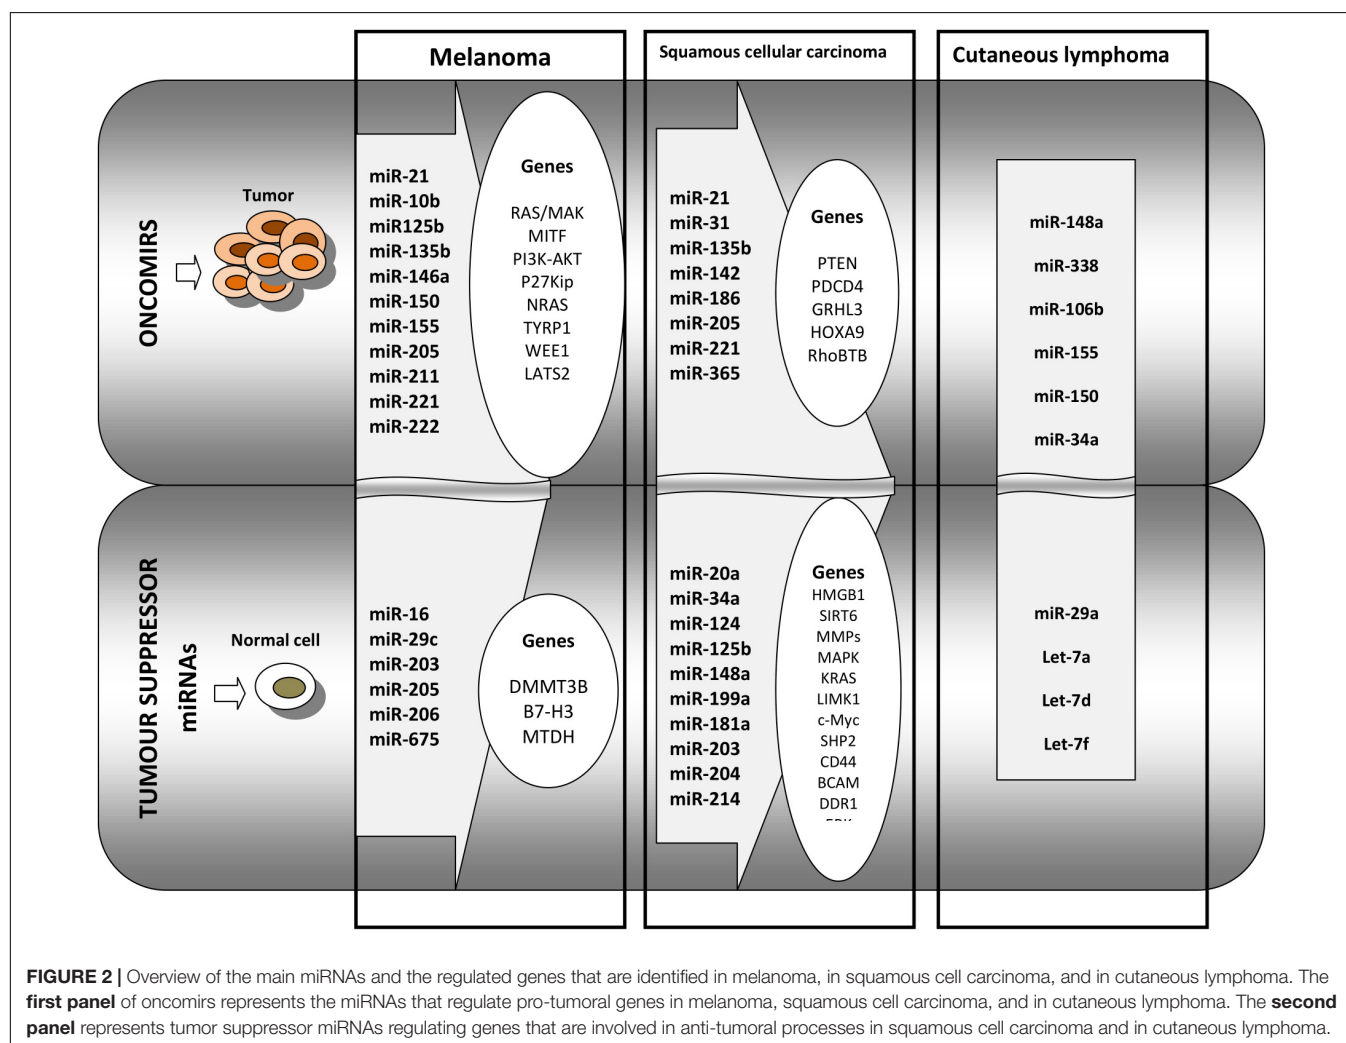 Melanoma
Squamous cellular carcinoma
Cutaneous lymphoma
ONCOMIRS
Tumor
miR-21
miR-10b
miR125b
miR-135b
miR-146a
miR-150
miR-155
miR-205
miR-211
miR-221
miR-222
Genes
RAS/MAK
MITF
PI3K-AKT
P27Kip
NRAS
TYRP1
WEE1
LATS2
miR-21
miR-31
miR-135b
miR-142
miR-186
miR-205
miR-221
miR-365
Genes
PTEN
PDCD4
GRHL3
HOXA9
RhoBTB
miR-148a
miR-338
miR-106b
miR-155
miR-150
miR-34a
TUMOUR SUPPRESSOR
miRNAs
Normal cell
miR-16
miR-29c
miR-203
miR-205
miR-206
miR-675
Genes
DMMT3B
B7-H3
MTDH
miR-20a
miR-34a
miR-124
miR-125b
miR-148a
miR-199a
miR-181a
miR-203
miR-204
miR-214
Genes
HMGB1
SIRT6
MMPs
MAPK
KRAS
LIMK1
c-Myc
SHP2
CD44
BCAM
DDR1
miR-29a
Let-7a
Let-7d
Let-7f
FIGURE 2 | Overview of the main miRNAs and the regulated genes that are identified in melanoma, in squamous cell carcinoma, and in cutaneous lymphoma. The
first panel of oncomirs represents the miRNAs that regulate pro-tumoral genes in melanoma, squamous cell carcinoma, and in cutaneous lymphoma. The second
panel represents tumor suppressor miRNAs regulating genes that are involved in anti-tumoral processes in squamous cell carcinoma and in cutaneous lymphoma.